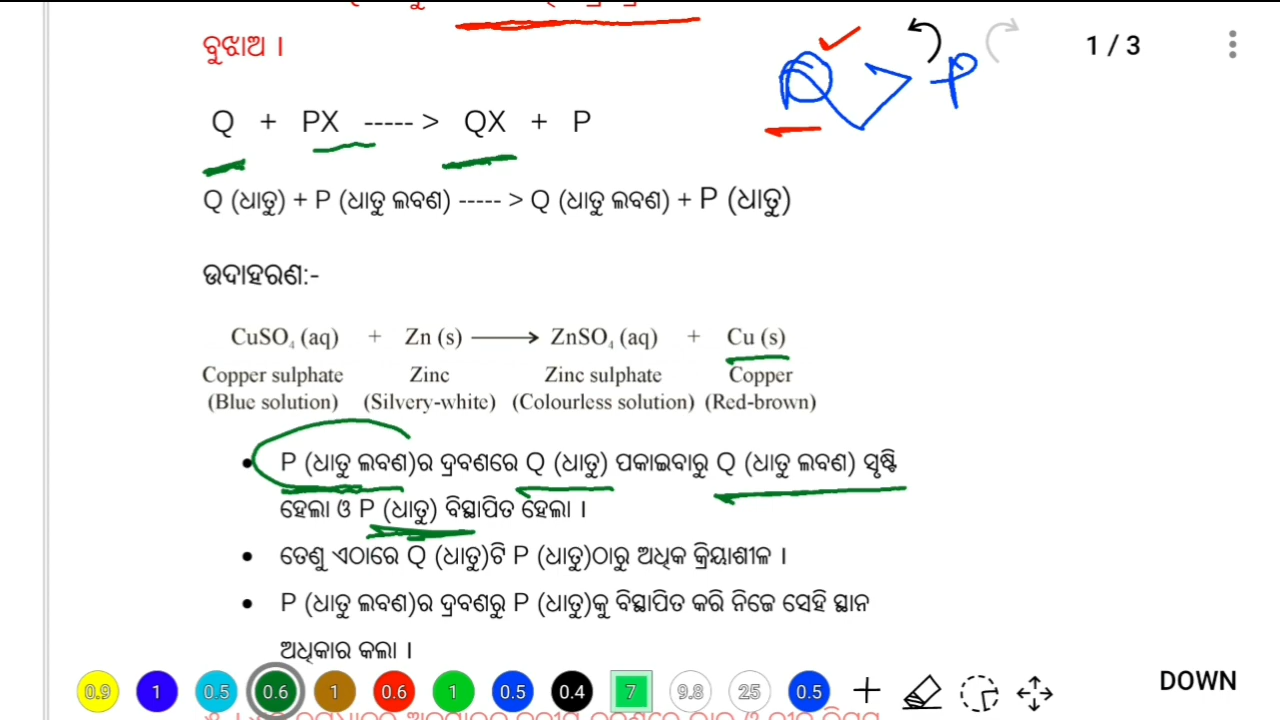 ବୁଝାଅ ।
Q > P
1 / 3
Q + PX ----- > QX + P
Q (ଧାତୁ) + P (ଧାତୁ ଲବଣ) ----- > Q (ଧାତୁ ଲବଣ) + P (ଧାତୁ)
ଉଦାହରଣ:-
CuSO₄ (aq) + Zn (s) ⟶ ZnSO₄ (aq) + Cu (s)
Copper sulphate Zinc Zinc sulphate Copper
(Blue solution) (Silvery-white) (Colourless solution) (Red-brown)
• P (ଧାତୁ ଲବଣ)ର ଦ୍ରବଣରେ Q (ଧାତୁ) ପକାଇବାରୁ Q (ଧାତୁ ଲବଣ) ସୃଷ୍ଟି
ହେଲା ଓ P (ଧାତୁ) ବିସ୍ଥାପିତ ହେଲା ।
• ତେଣୁ ଏଠାରେ Q (ଧାତୁ)ଟି P (ଧାତୁ)ଠାରୁ ଅଧିକ କ୍ରିୟାଶୀଳ ।
• P (ଧାତୁ ଲବଣ)ର ଦ୍ରବଣରୁ P (ଧାତୁ)କୁ ବିସ୍ଥାପିତ କରି ନିଜେ ସେହି ସ୍ଥାନ
ଅଧିକାର କଲା ।
0.9 1 0.5 0.6 1 0.6 1 0.5 0.4 7 9.8 25 0.5
DOWN